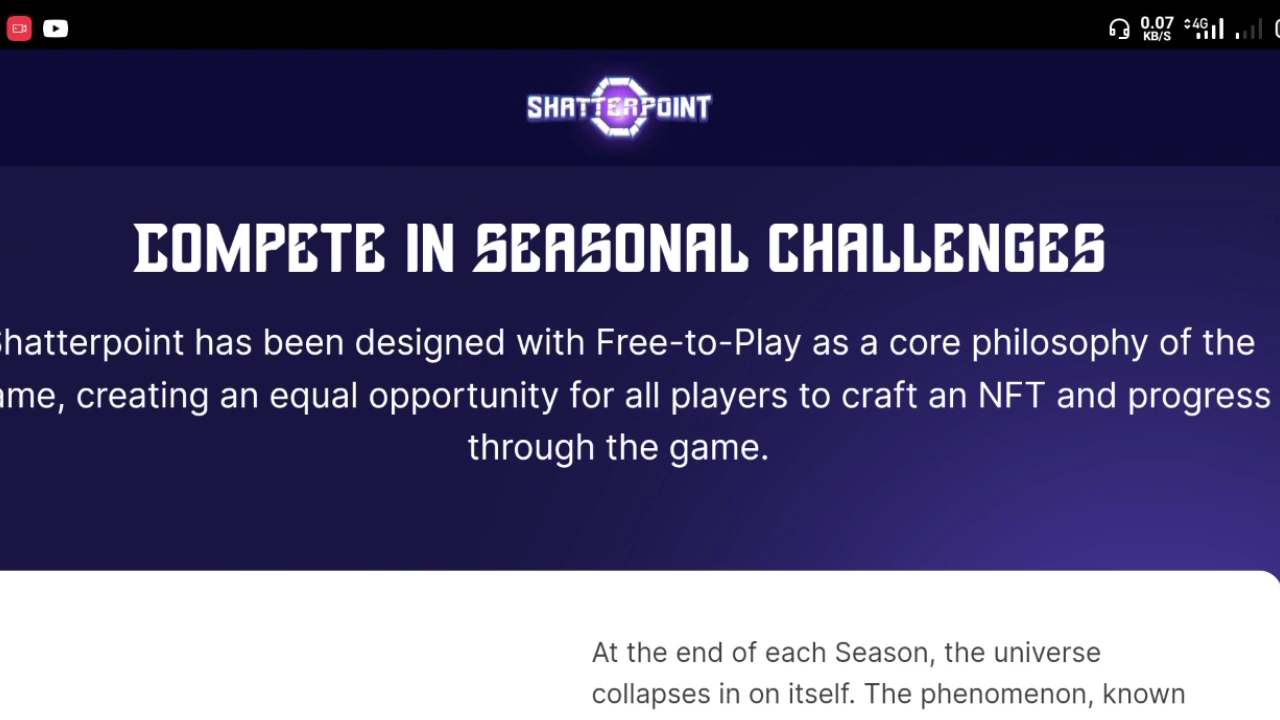 0.07
KB/S
4G
SHATTERPOINT
COMPETE IN SEASONAL CHALLENGES
hatterpoint has been designed with Free-to-Play as a core philosophy of the
ame, creating an equal opportunity for all players to craft an NFT and progress
through the game.
At the end of each Season, the universe
collapses in on itself. The phenomenon, known